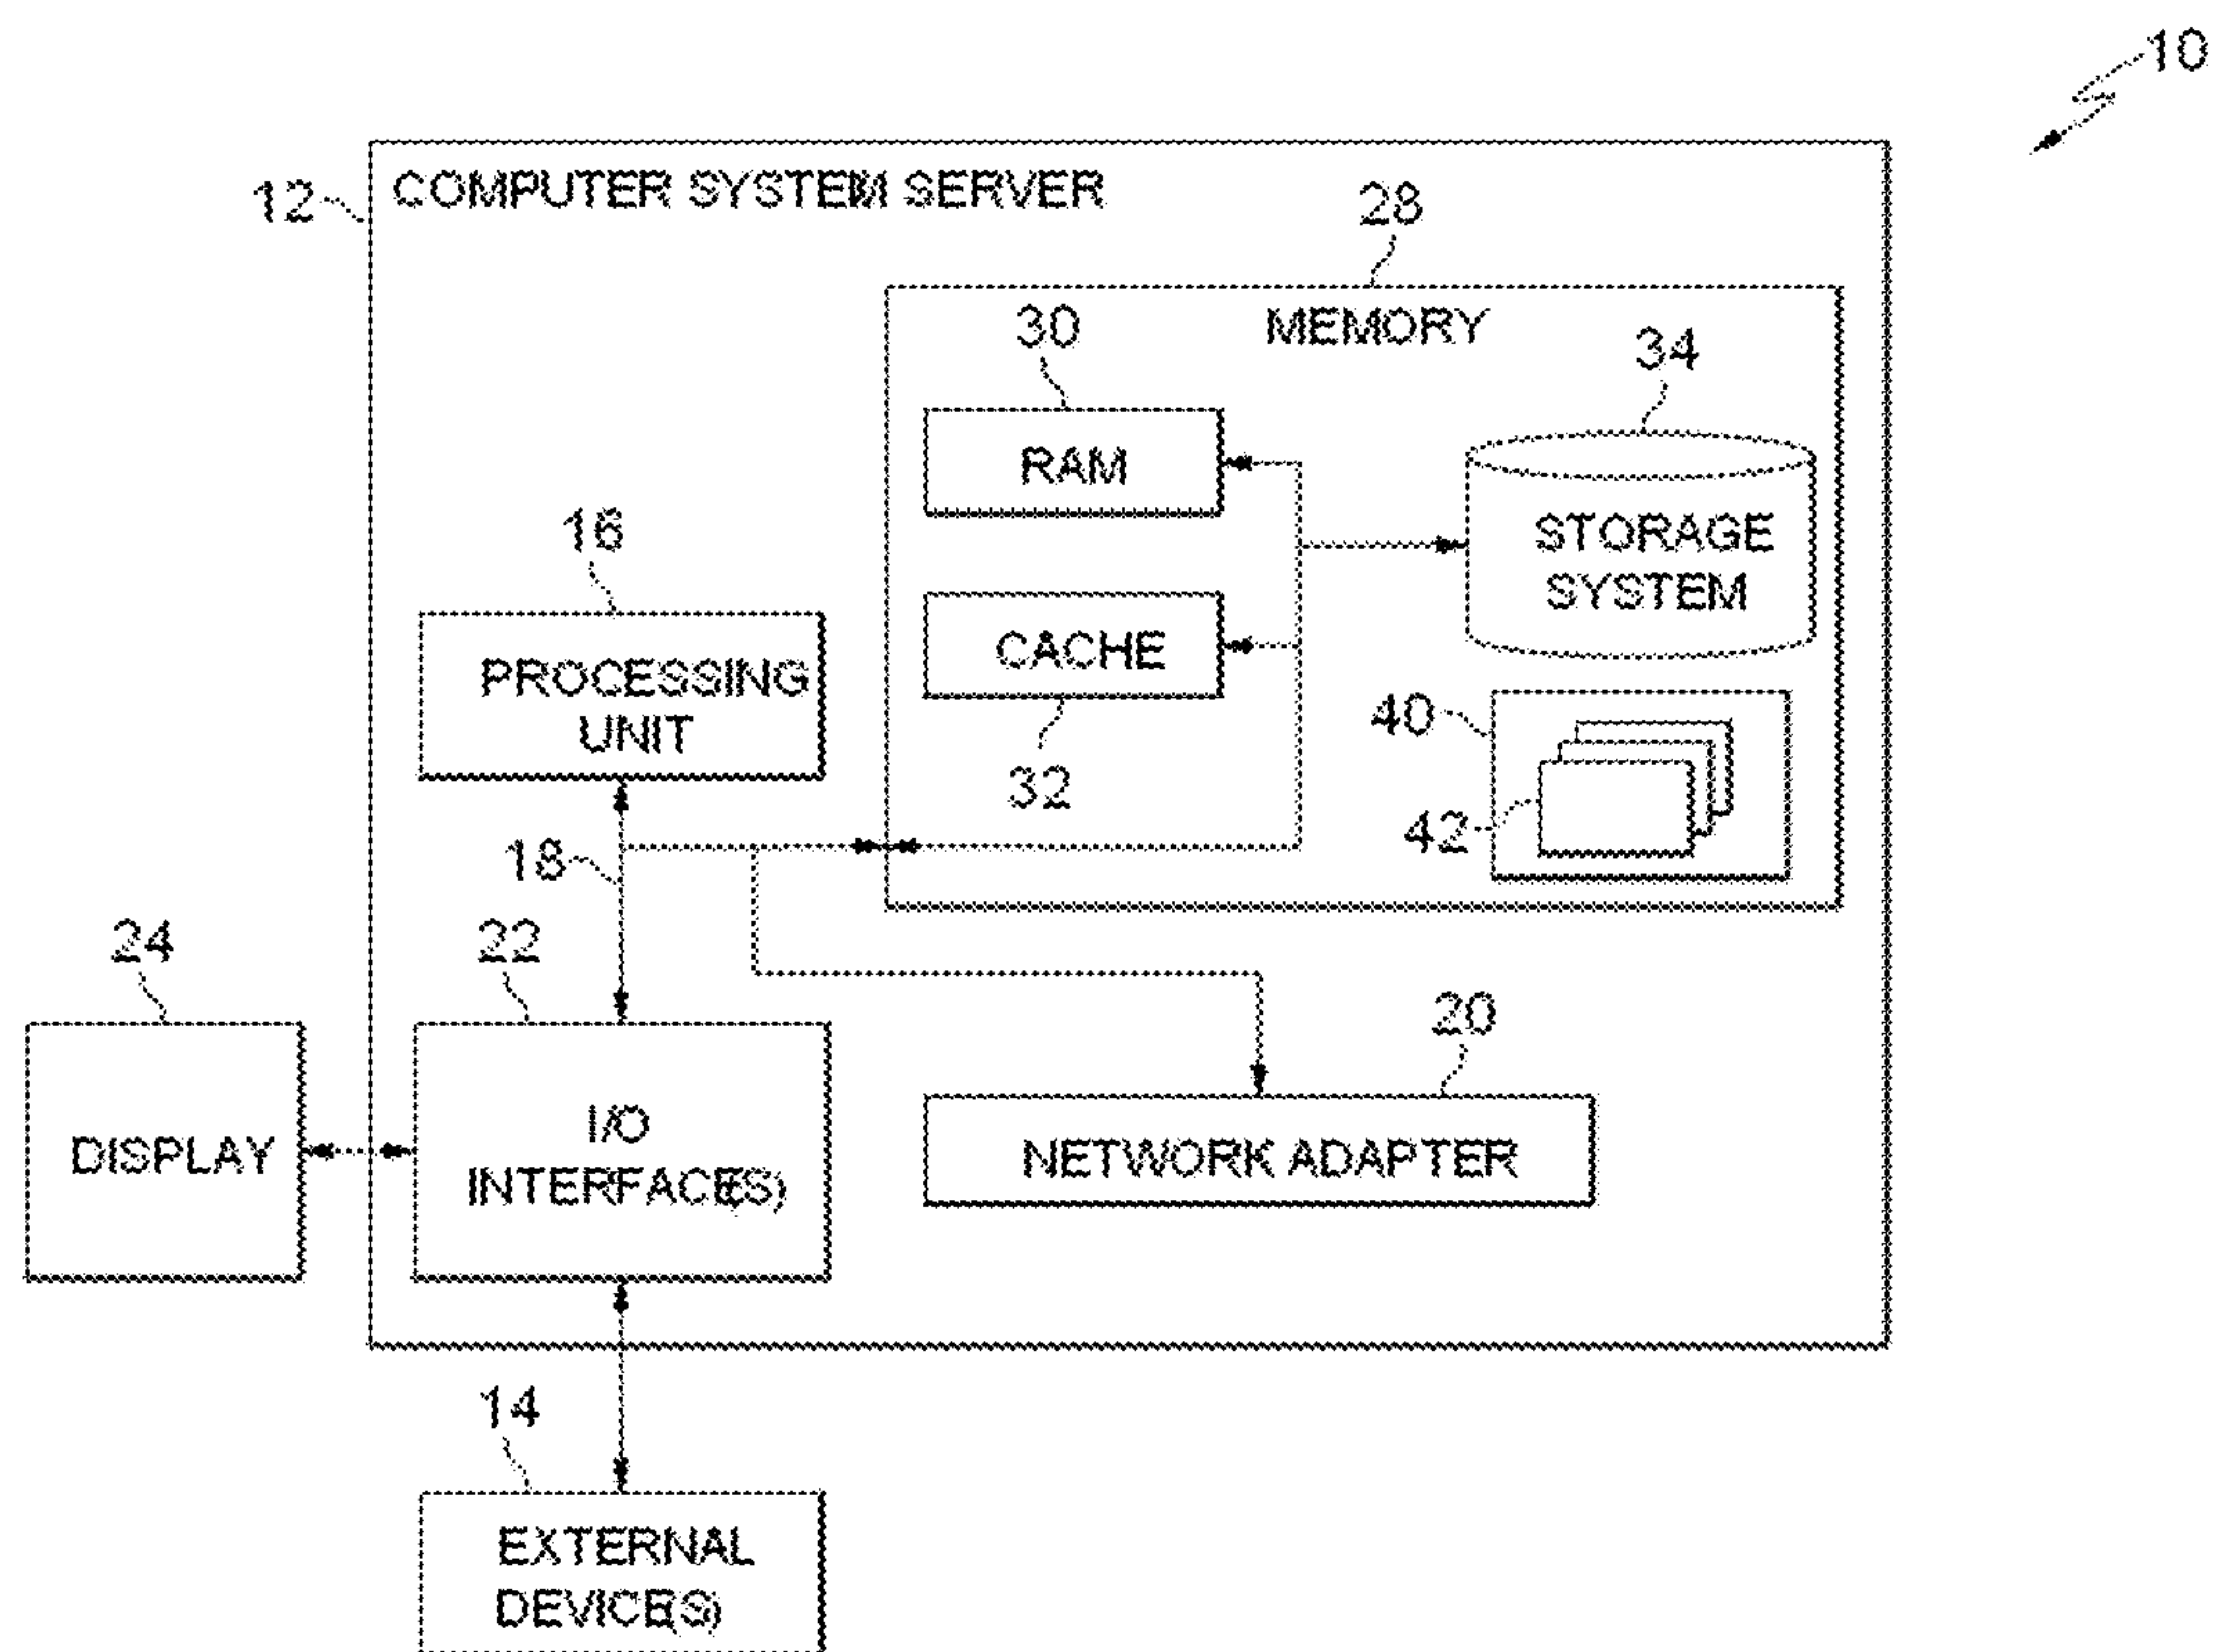 10
12
COMPUTER SYSTEM SERVER
28
MEMORY
30
34
RAM
STORAGE
SYSTEM
16
PROCESSING
UNIT
CACHE
32
40
42
18
24
22
20
DISPLAY
I/O
INTERFACE(S)
NETWORK ADAPTER
14
EXTERNAL
DEVICE(S)